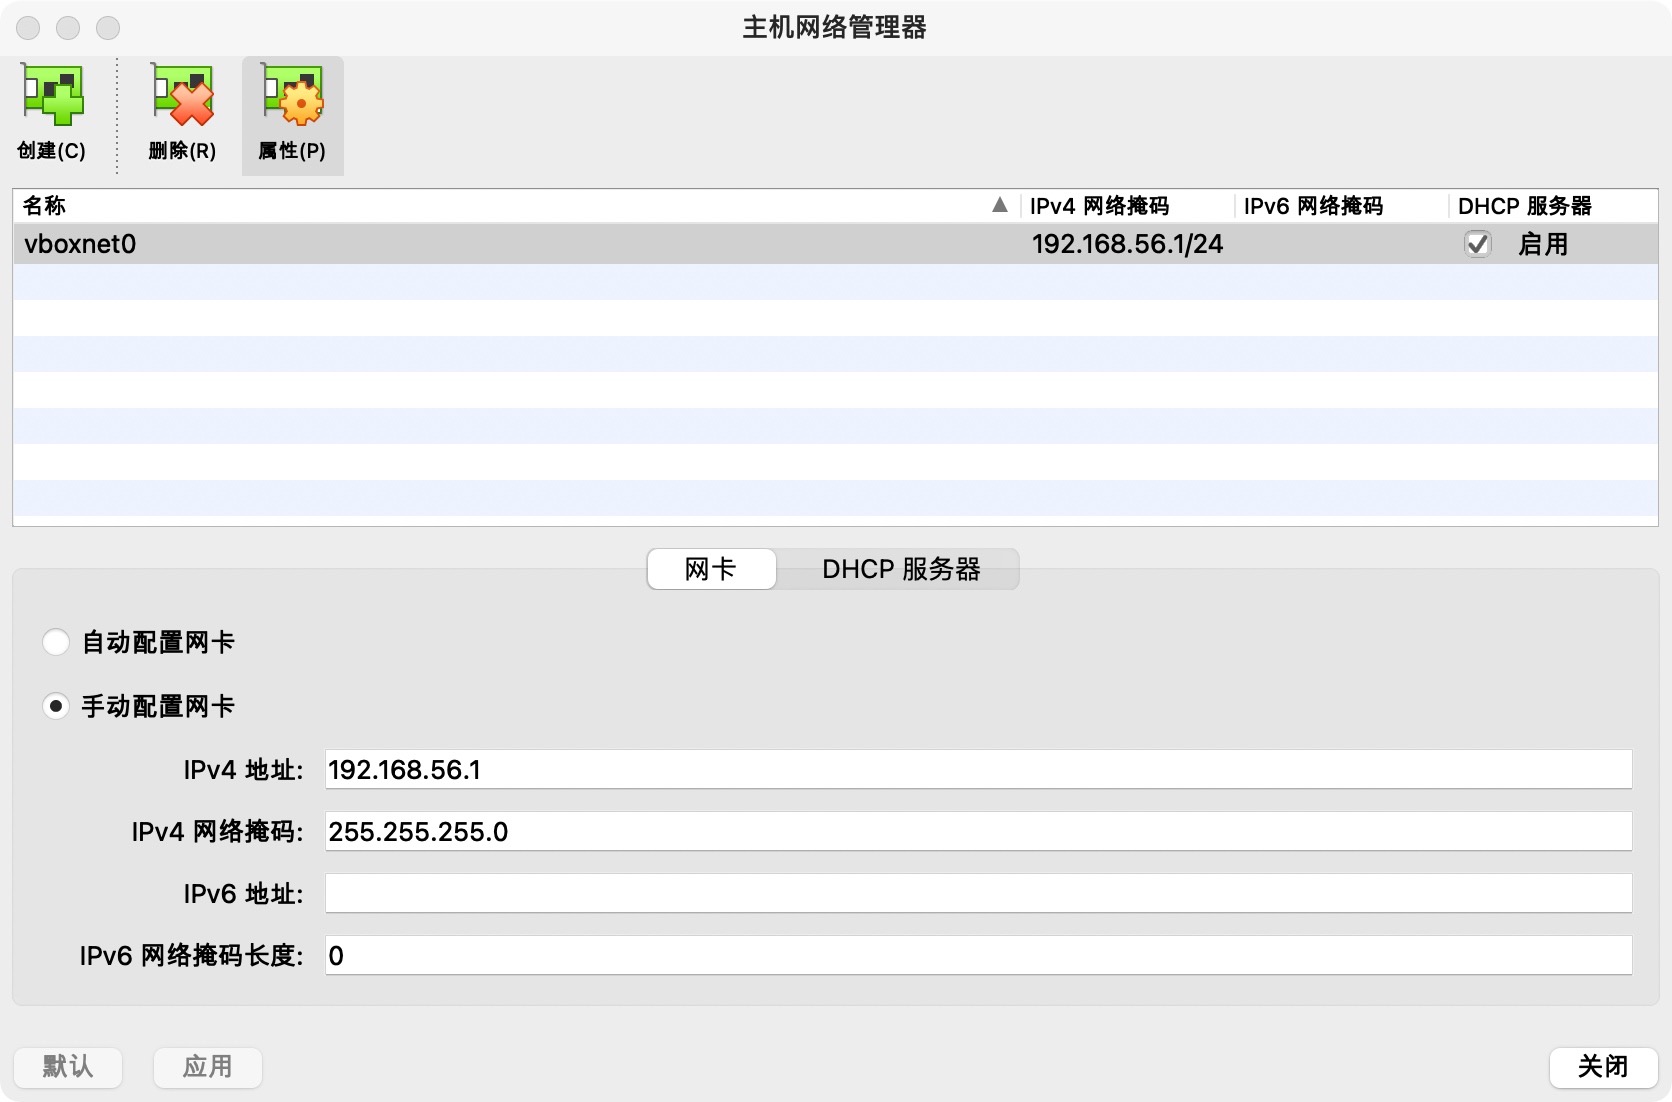 主机网络管理器
创建(C)
删除(R)
属性(P)
名称 IPv4 网络掩码 IPv6 网络掩码 DHCP 服务器
vboxnet0 192.168.56.1/24 启用
网卡 DHCP 服务器
自动配置网卡
手动配置网卡
IPv4 地址: 192.168.56.1
IPv4 网络掩码: 255.255.255.0
IPv6 地址:
IPv6 网络掩码长度: 0
默认 应用 关闭